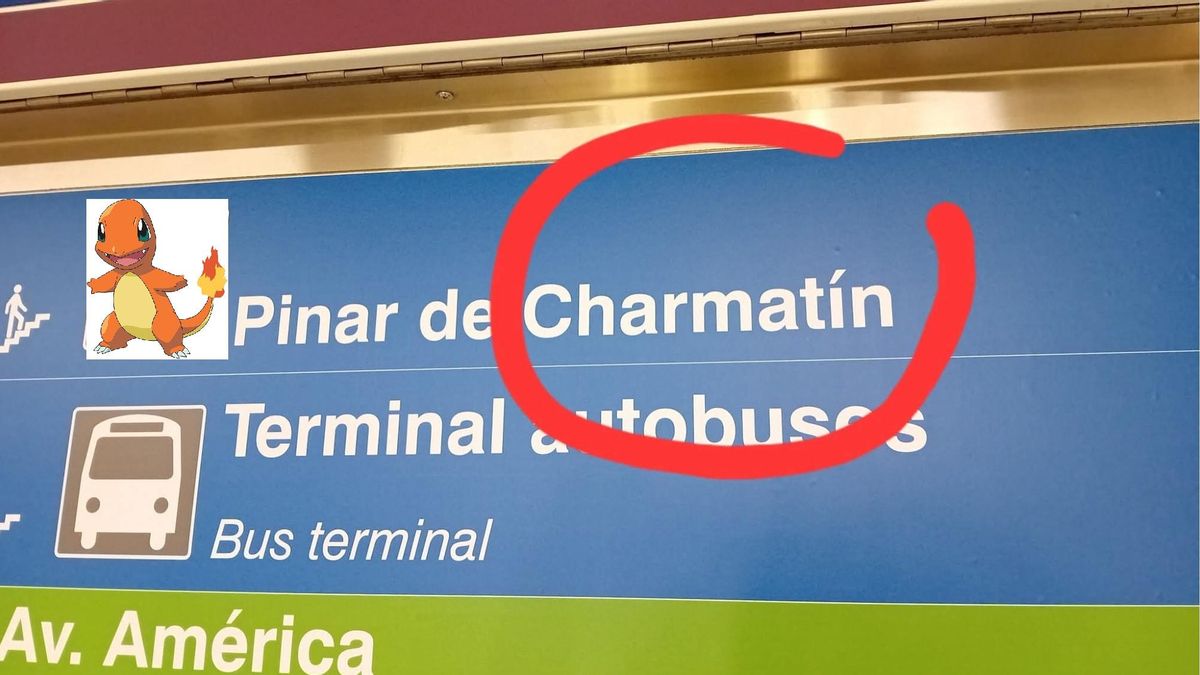 Pinar de Charmatín
Terminal autobuses
Bus terminal
Av. América